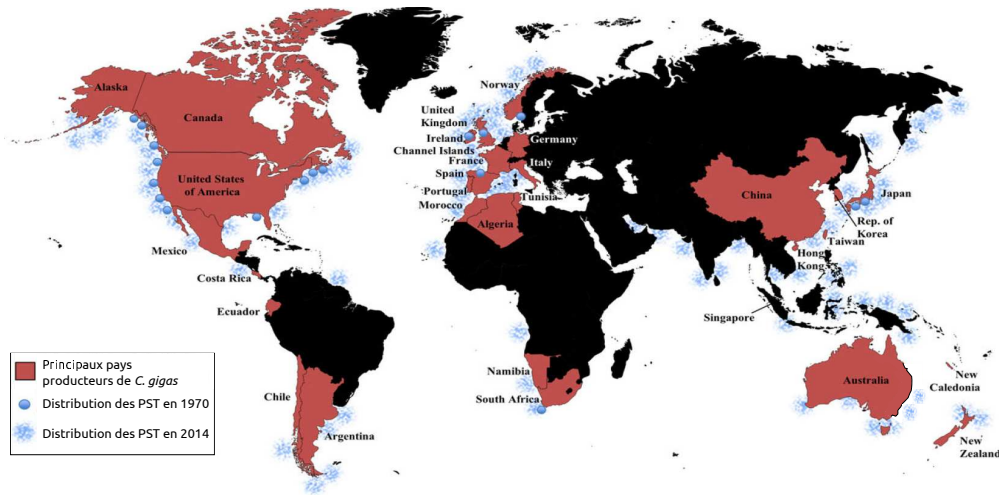 Alaska
Canada
United States
of America
Mexico
Costa Rica
Ecuador
Chile
Argentina
Norway
United
Kingdom
Ireland
Channel Islands
France
Spain
Portugal
Morocco
Germany
Italy
Tunisia
Algeria
Namibia
South Africa
China
Japan
Rep. of
Korea
Taiwan
Hong
Kong
Singapore
Australia
New
Caledonia
New
Zealand
Principaux pays
producteurs de C. gigas
Distribution des PST en 1970
Distribution des PST en 2014